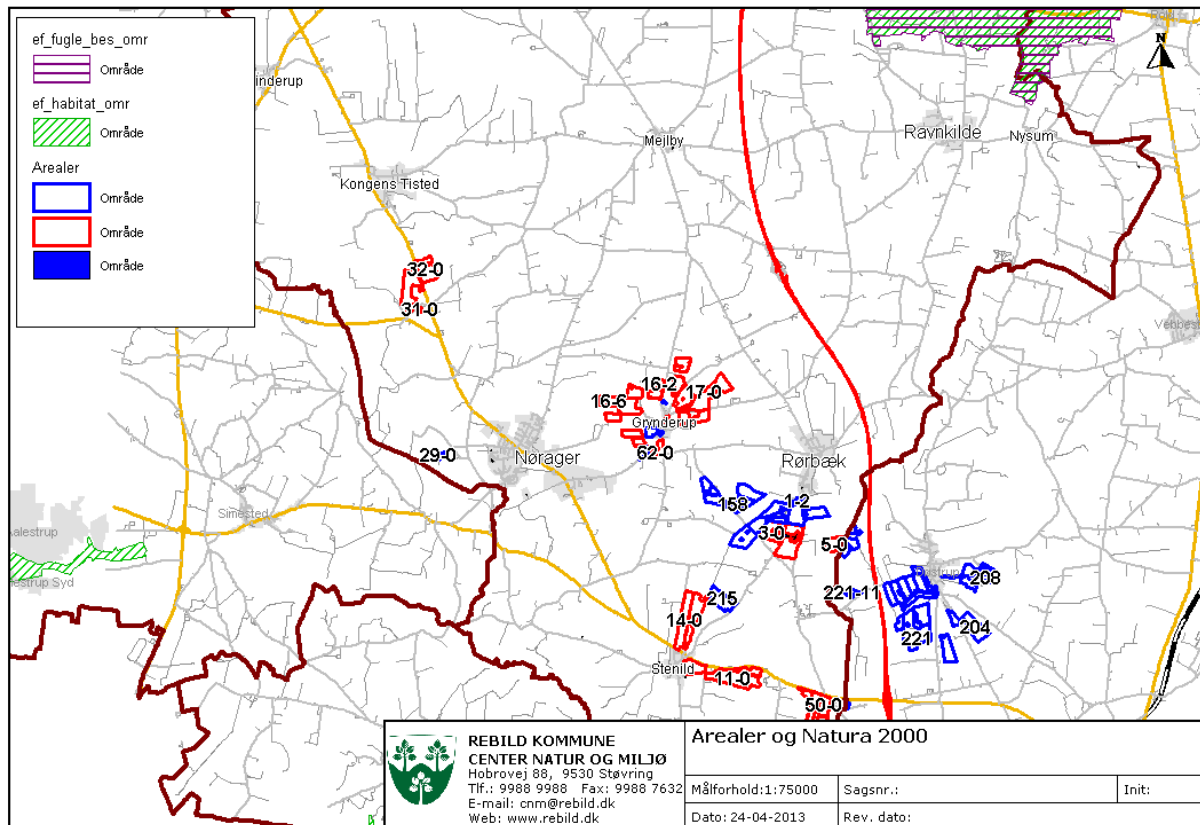 ef_fugle_bes_omr
Område
ef_habitat_omr
Område
Arealer
Område
Område
Område
N
inderup
Mejlby
Ravnkilde
Nysum
Kongens Tisted
32-0
31-0
16-2
17-0
16-6
Grynderup
62-0
29-0
Nørager
Rørbæk
158
1-2
3-0
5-0
Simested
alestrup
estrup Syd
208
221-11
215
14-0
204
221
Stenild
11-0
50-0
REBILD KOMMUNE
CENTER NATUR OG MILJØ
Hobrovej 88, 9530 Støvring
Tlf.: 9988 9988 Fax: 9988 7632
E-mail: cnm@rebild.dk
Web: www.rebild.dk
Arealer og Natura 2000
Målforhold:1:75000 Sagsnr.: Init:
Dato: 24-04-2013 Rev. dato: